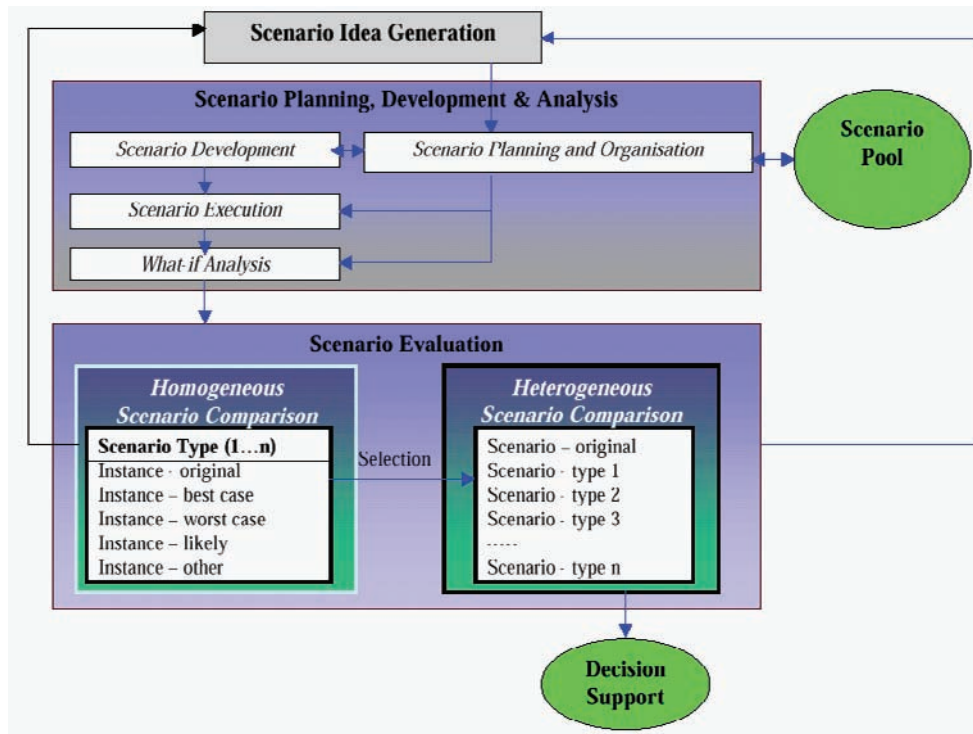 Scenario Idea Generation
Scenario Planning, Development & Analysis
Scenario Development
Scenario Planning and Organisation
Scenario
Pool
Scenario Execution
What-if Analysis
Scenario Evaluation
Homogeneous
Scenario Comparison
Scenario Type (1...n)
Instance - original
Instance – best case
Instance – worst case
Instance – likely
Instance – other
Selection
Heterogeneous
Scenario Comparison
Scenario – original
Scenario - type 1
Scenario - type 2
Scenario - type 3
-----
Scenario - type n
Decision
Support